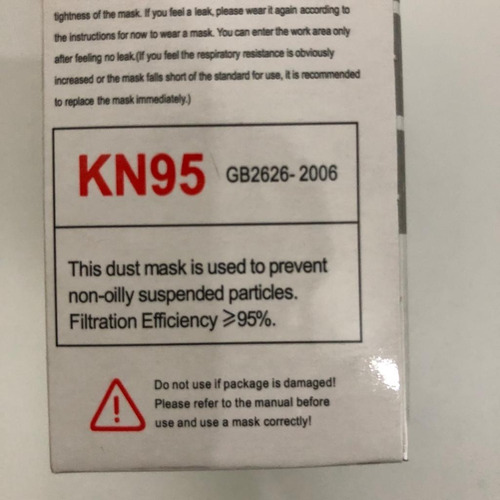 tightness of the mask. If you feel a leak, please wear it again according to
the instructions for now to wear a mask. You can enter the work area only
after feeling no leak.(If you feel the respiratory resistance is obviously
increased or the mask falls short of the standard for use, it is recommended
to replace the mask immediately.)
KN95 GB2626- 2006
This dust mask is used to prevent
non-oilly suspended particles.
Filtration Efficiency ≥95%.
Do not use if package is damaged!
Please refer to the manual before
use and use a mask correctly!